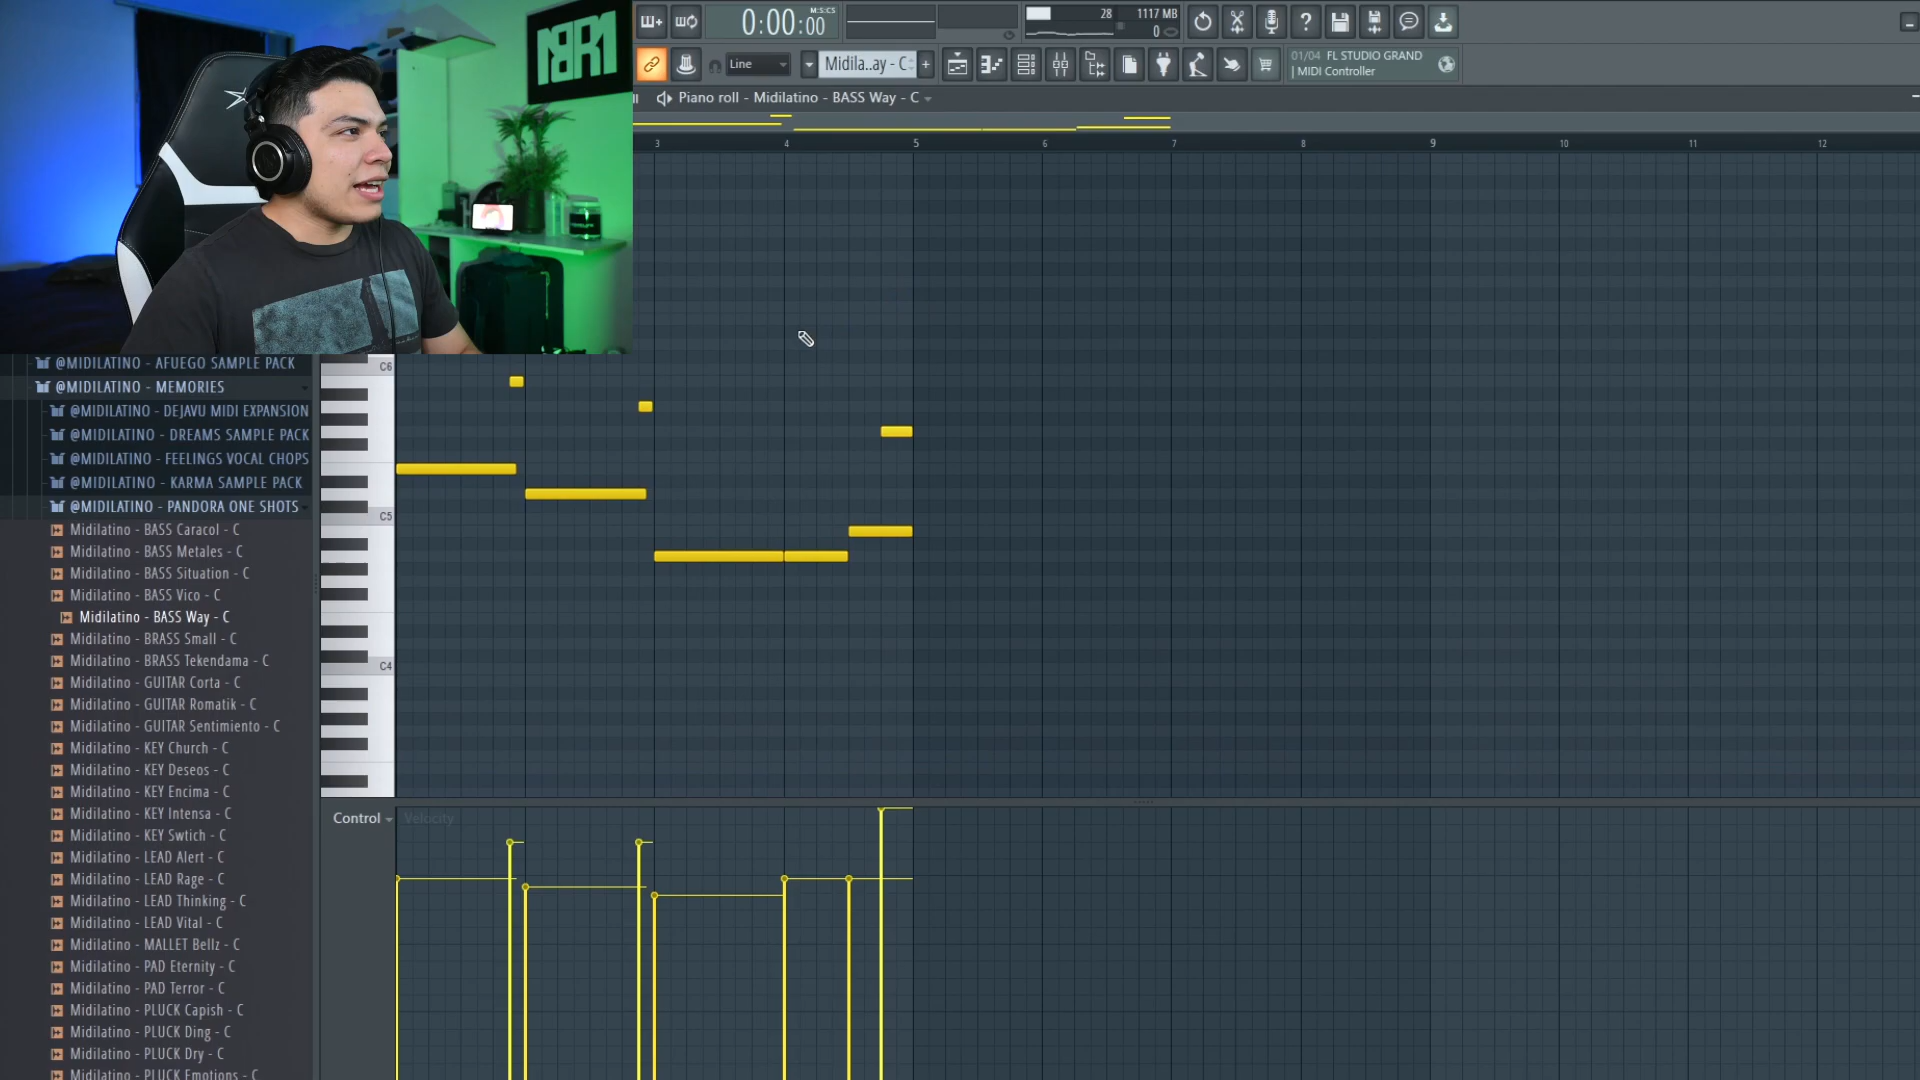 M:S:CS
0:00:00
28
1117 MB
0
Line
Midila..ay - C
01/04 FL STUDIO GRAND
| MIDI Controller
Piano roll - Midilatino - BASS Way - C
3
4
5
6
7
8
9
10
11
12
@MIDILATINO - AFUEGO SAMPLE PACK
@MIDILATINO - MEMORIES
@MIDILATINO - DEJAVU MIDI EXPANSION
@MIDILATINO - DREAMS SAMPLE PACK
@MIDILATINO - FEELINGS VOCAL CHOPS
@MIDILATINO - KARMA SAMPLE PACK
@MIDILATINO - PANDORA ONE SHOTS
Midilatino - BASS Caracol - C
Midilatino - BASS Metales - C
Midilatino - BASS Situation - C
Midilatino - BASS Vico - C
Midilatino - BASS Way - C
Midilatino - BRASS Small - C
Midilatino - BRASS Tekendama - C
Midilatino - GUITAR Corta - C
Midilatino - GUITAR Romatik - C
Midilatino - GUITAR Sentimiento - C
Midilatino - KEY Church - C
Midilatino - KEY Deseos - C
Midilatino - KEY Encima - C
Midilatino - KEY Intensa - C
Midilatino - KEY Swtich - C
Midilatino - LEAD Alert - C
Midilatino - LEAD Rage - C
Midilatino - LEAD Thinking - C
Midilatino - LEAD Vital - C
Midilatino - MALLET Bellz - C
Midilatino - PAD Eternity - C
Midilatino - PAD Terror - C
Midilatino - PLUCK Capish - C
Midilatino - PLUCK Ding - C
Midilatino - PLUCK Dry - C
Midilatino - PLUCK Emotions - C
C6
C5
C4
Control
Velocity